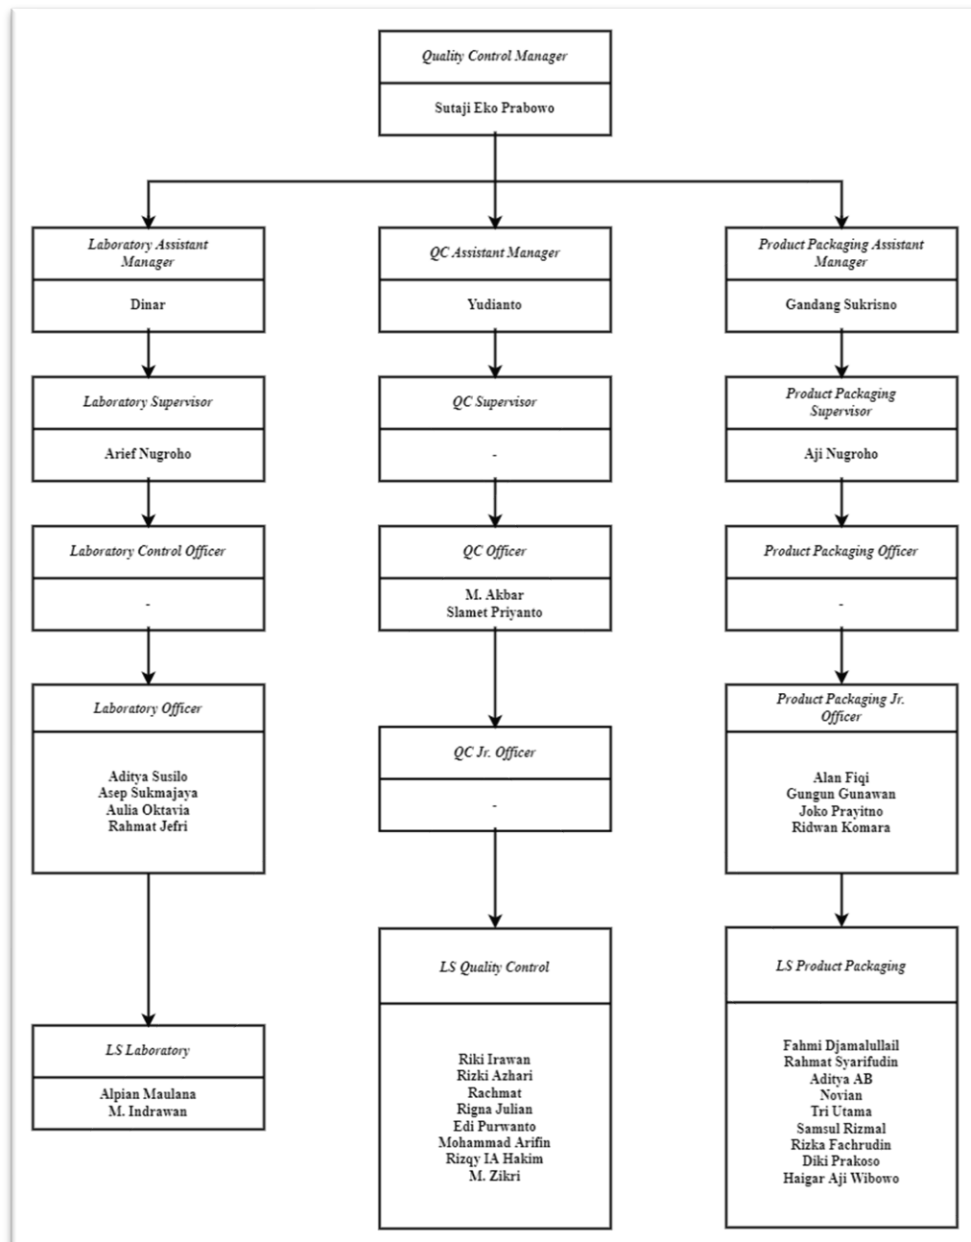 Quality Control Manager
Sutaji Eko Prabowo
Laboratory Assistant
Manager
Dinar
QC Assistant Manager
Yudianto
Product Packaging Assistant
Manager
Gandang Sukrisno
Laboratory Supervisor
Arief Nugroho
QC Supervisor
-
Product Packaging
Supervisor
Aji Nugroho
Laboratory Control Officer
-
QC Officer
M. Akbar
Slamet Priyanto
Product Packaging Officer
-
Laboratory Officer
Aditya Susilo
Asep Sukmajaya
Aulia Oktavia
Rahmat Jefri
QC Jr. Officer
-
Product Packaging Jr.
Officer
Alan Fiqi
Gungun Gunawan
Joko Prayitno
Ridwan Komara
LS Laboratory
Alpian Maulana
M. Indrawan
LS Quality Control
Riki Irawan
Rizki Azhari
Rachmat
Rigna Julian
Edi Purwanto
Mohammad Arifin
Rizqy IA Hakim
M. Zikri
LS Product Packaging
Fahmi Djamalullail
Rahmat Syarifudin
Aditya AB
Novian
Tri Utama
Samsul Rizmal
Rizka Fachrudin
Diki Prakoso
Haigar Aji Wibowo